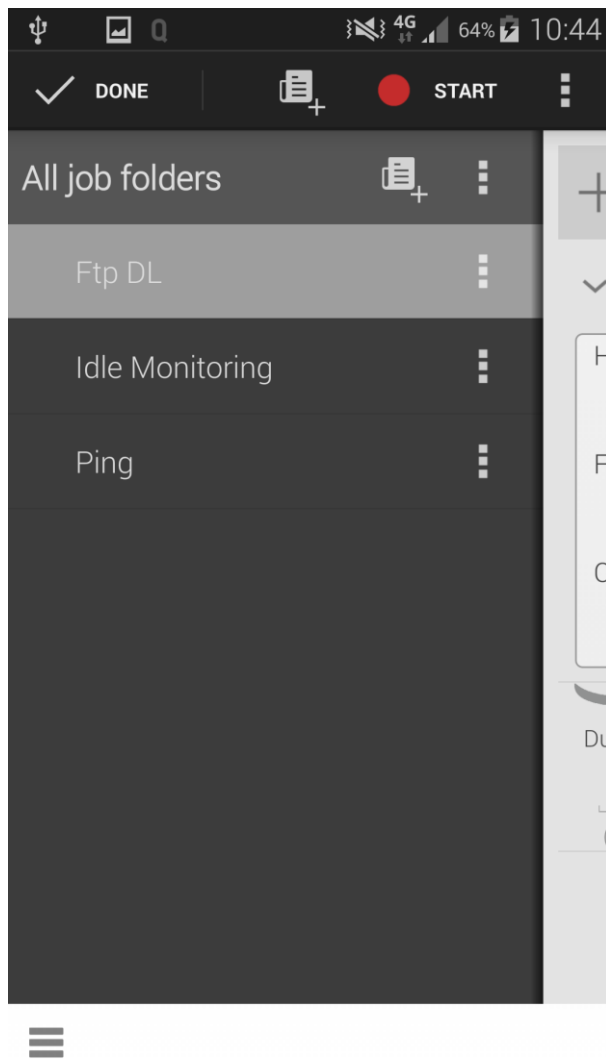 Q 4G 64% 10:44
DONE START
All job folders
Ftp DL
Idle Monitoring
Ping